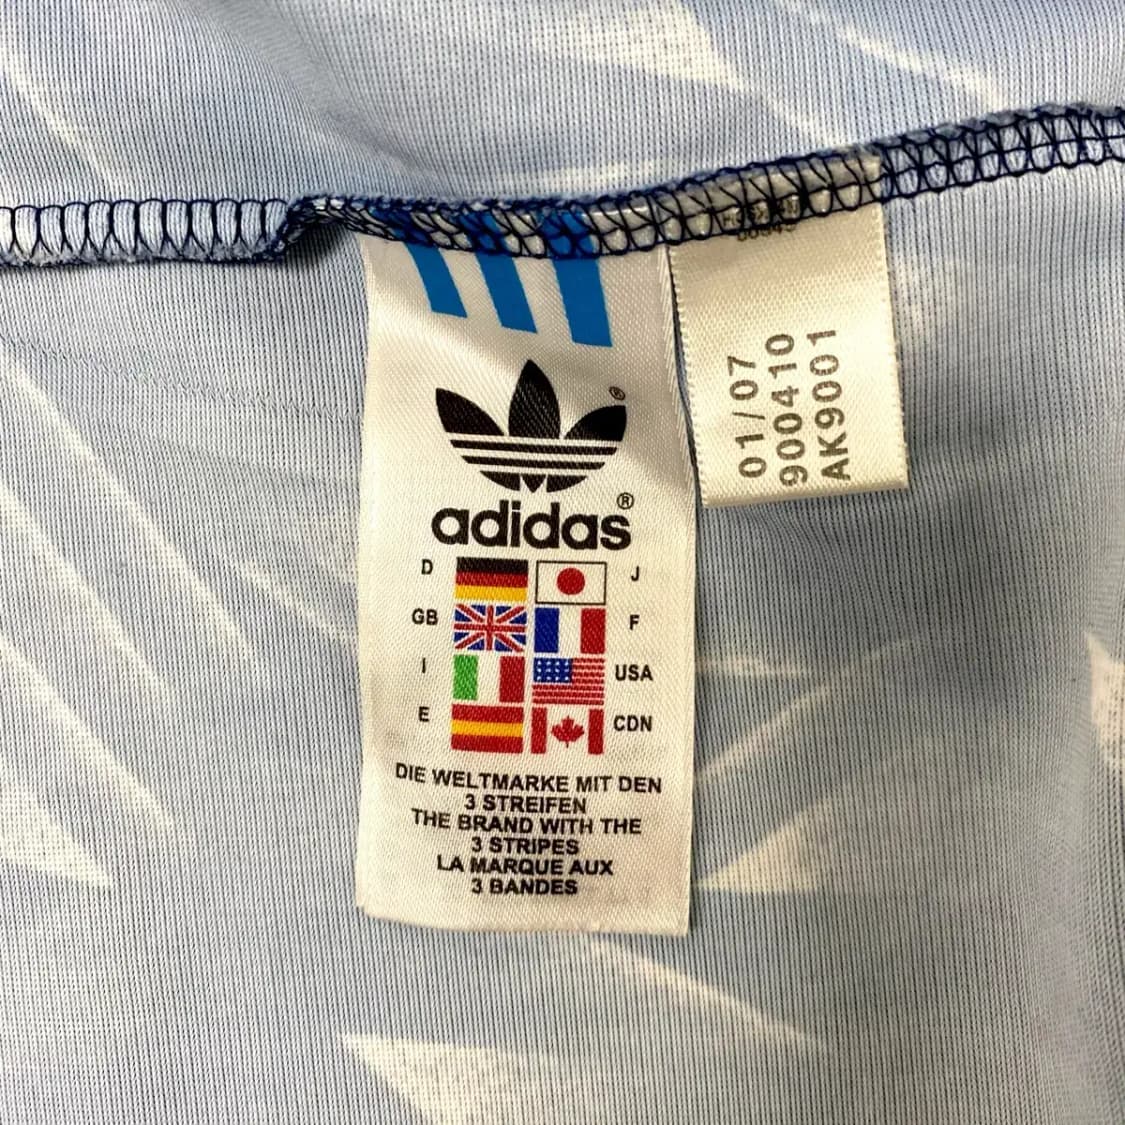 adidas®
®
D
J
GB
F
I
USA
E
CDN
DIE WELTMARKE MIT DEN
3 STREIFEN
THE BRAND WITH THE
3 STRIPES
LA MARQUE AUX
3 BANDES
01/07
900410
AK9001